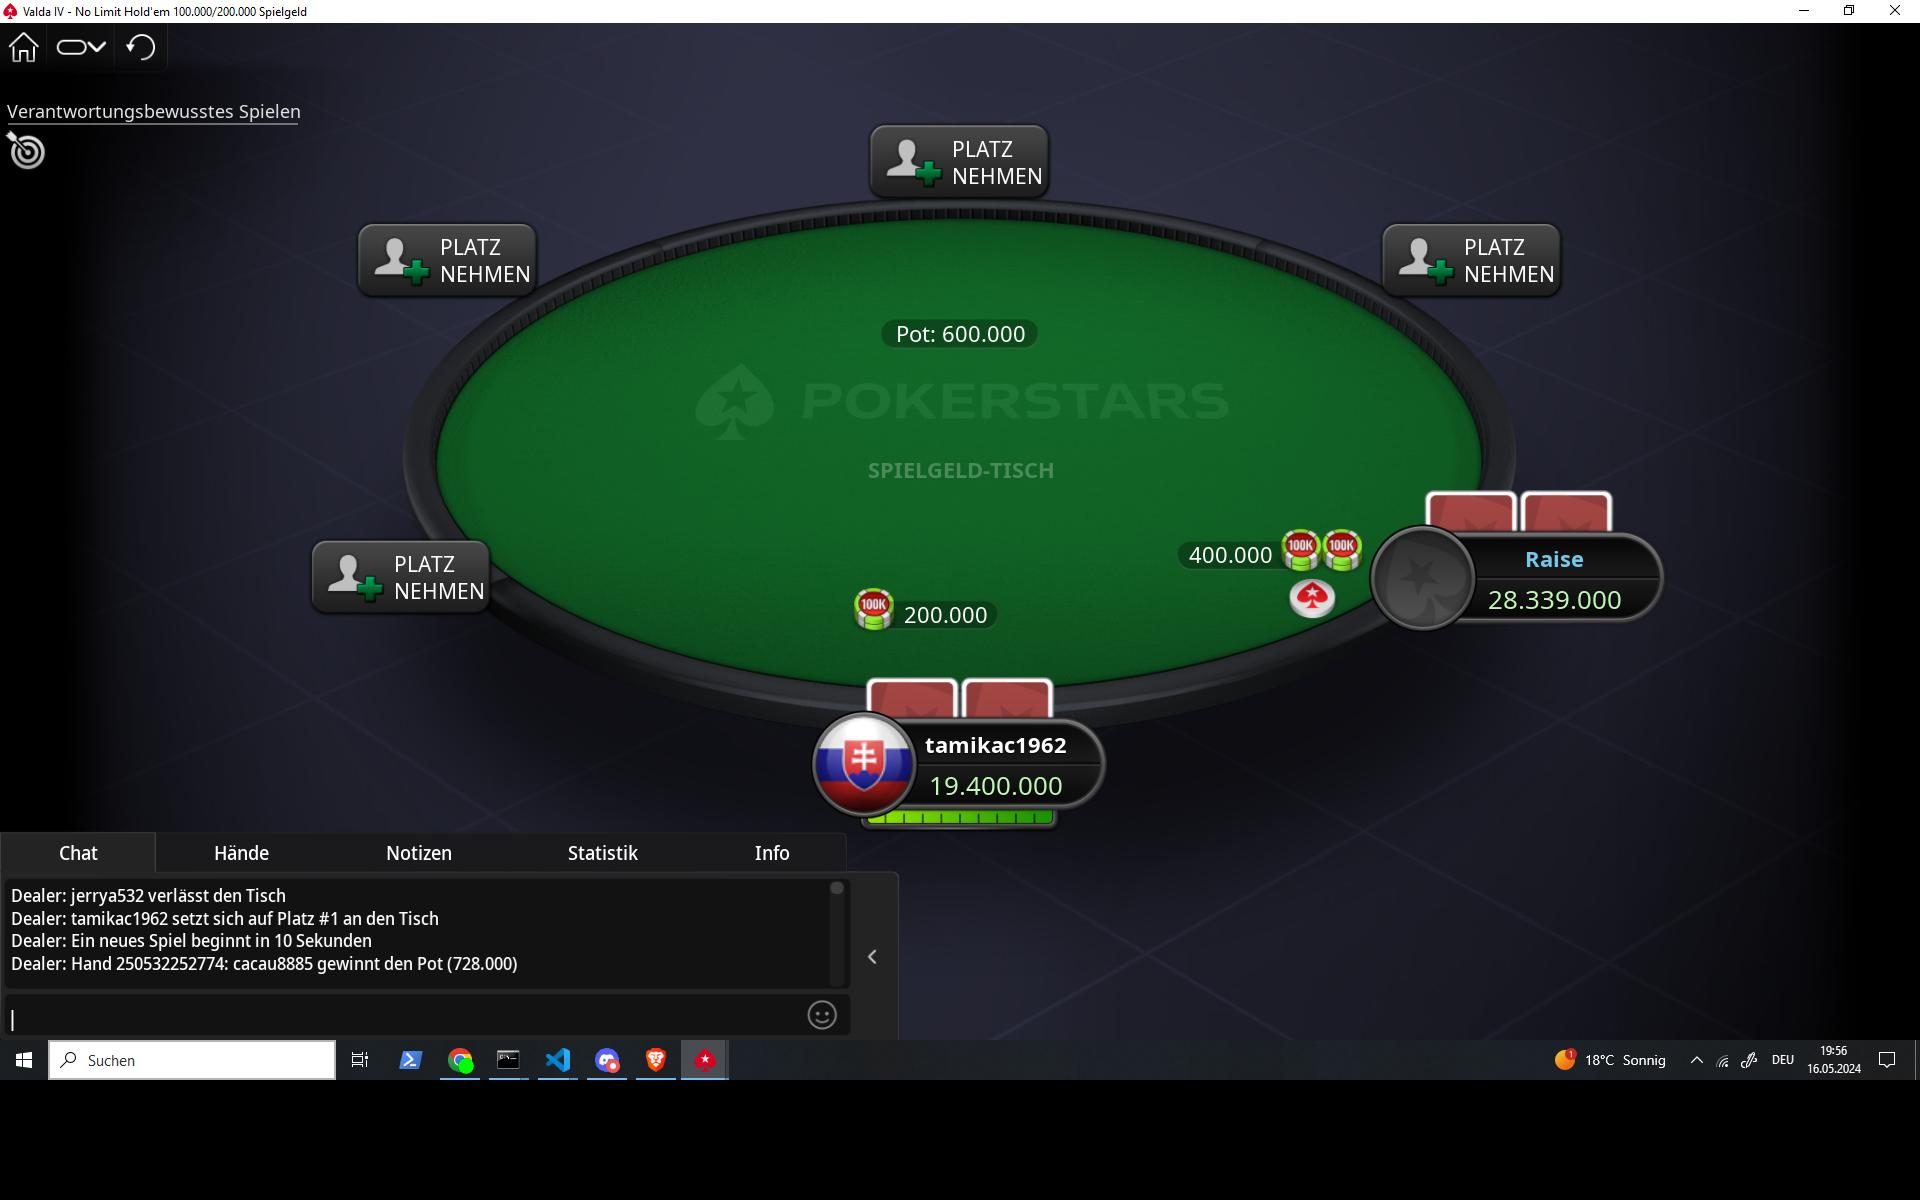 Valda IV - No Limit Hold'em 100.000/200.000 Spielgeld
Verantwortungsbewusstes Spielen
PLATZ
NEHMEN
PLATZ
NEHMEN
PLATZ
NEHMEN
Pot: 600.000
POKERSTARS
SPIELGELD-TISCH
400.000
100K
100K
Raise
28.339.000
PLATZ
NEHMEN
100K
200.000
tamikac1962
19.400.000
Chat
Hände
Notizen
Statistik
Info
Dealer: jerrya532 verlässt den Tisch
Dealer: tamikac1962 setzt sich auf Platz #1 an den Tisch
Dealer: Ein neues Spiel beginnt in 10 Sekunden
Dealer: Hand 250532252774: cacau8885 gewinnt den Pot (728.000)
Suchen
1
18°C Sonnig
DEU
19:56
16.05.2024